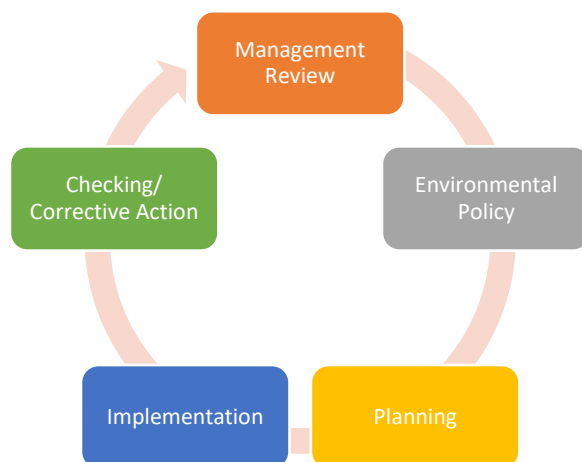 Management
Review
Environmental
Policy
Planning
Implementation
Checking/
Corrective Action